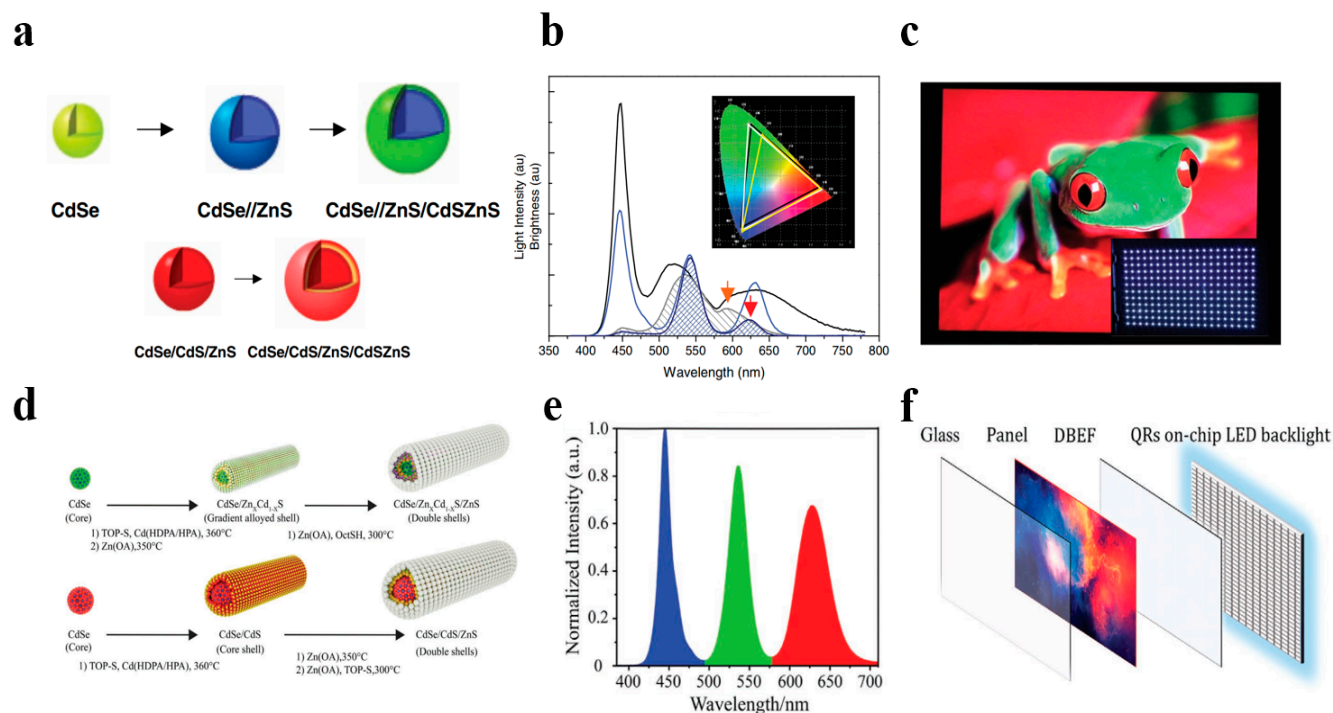 a
CdSe
CdSe//ZnS
CdSe//ZnS/CdSZnS
CdSe/CdS/ZnS
CdSe/CdS/ZnS/CdSZnS
b
Light Intensity (au)
Brightness (au)
350 400 450 500 550 600 650 700 750 800
Wavelength (nm)
c
d
CdSe
(Core)
1) TOP-S, Cd(HDPA/HPA), 360°C
2) Zn(OA),350°C
CdSe/ZnXCd1-XS
(Gradient alloyed shell)
1) Zn(OA), OctSH, 300°C
CdSe/ZnXCd1-XS/ZnS
(Double shells)
CdSe
(Core)
1) TOP-S, Cd(HDPA/HPA), 360°C
CdSe/CdS
(Core shell)
1) Zn(OA),350°C
2) Zn(OA), TOP-S,300°C
CdSe/CdS/ZnS
(Double shells)
e
Normalized Intensity (a.u.)
1.0
0.8
0.6
0.4
0.2
0
400 450 500 550 600 650 700
Wavelength/nm
f
Glass
Panel
DBEF
QRs on-chip LED backlight